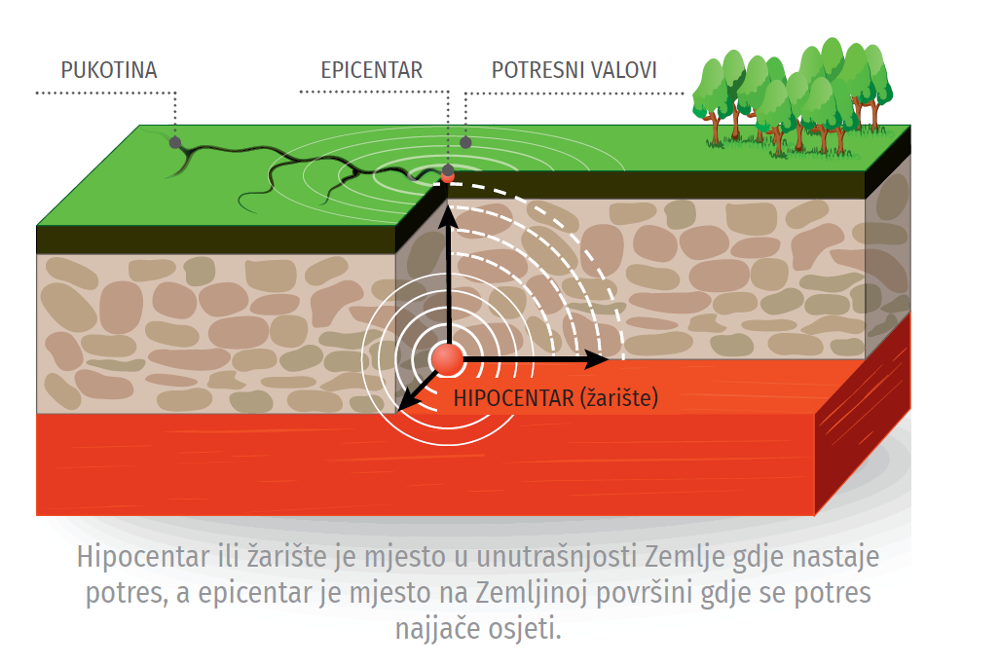 PUKOTINA
EPICENTAR
POTRESNI VALOVI
HIPOCENTAR (žarište)
Hipocentar ili žarište je mjesto u unutrašnjosti Zemlje gdje nastaje
potres, a epicentar je mjesto na Zemljinoj površini gdje se potres
najjače osjeti.